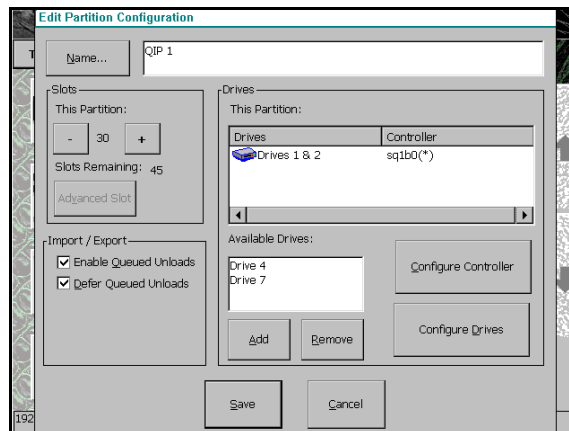 Edit Partition Configuration
T
Name...
QIP 1
Slots
This Partition:
- 30 +
Slots Remaining: 45
Advanced Slot
Import / Export
Enable Queued Unloads
Defer Queued Unloads
Drives
This Partition:
Drives Controller
Drives 1 & 2 sq1b0(*)
Available Drives:
Drive 4
Drive 7
Add
Remove
Configure Controller
Configure Drives
Save
Cancel
192